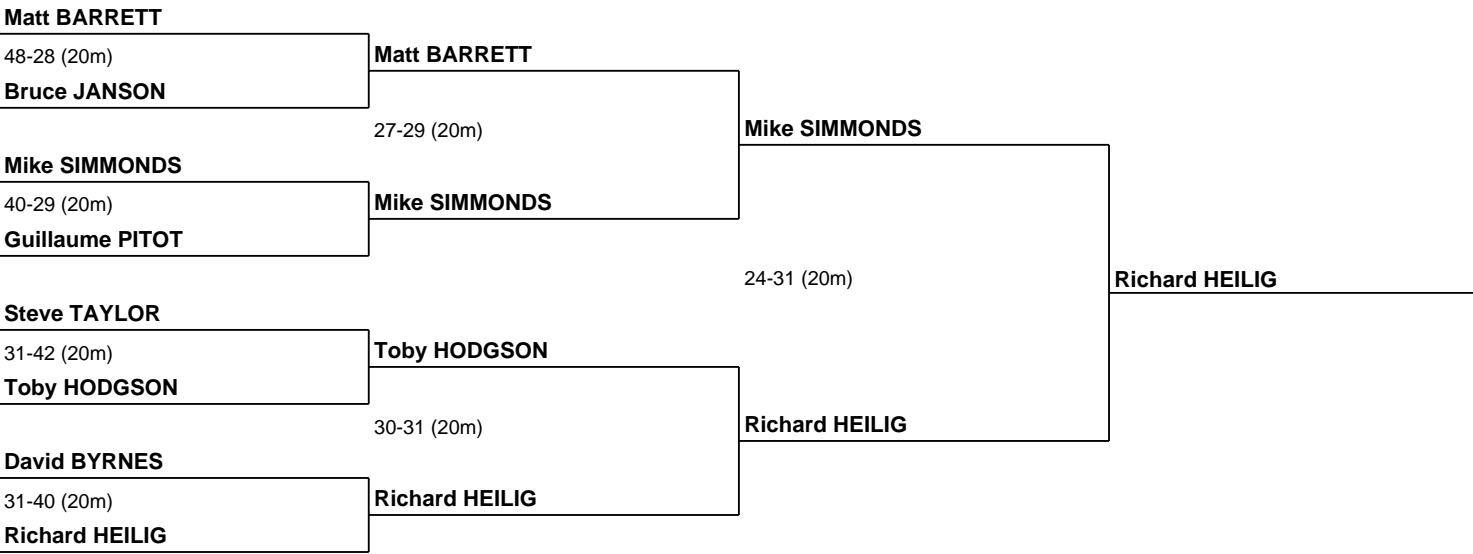 Matt BARRETT
48-28 (20m)
Bruce JANSON
Mike SIMMONDS
40-29 (20m)
Guillaume PITOT
Steve TAYLOR
31-42 (20m)
Toby HODGSON
David BYRNES
31-40 (20m)
Richard HEILIG
Matt BARRETT
27-29 (20m)
Mike SIMMONDS
Toby HODGSON
30-31 (20m)
Richard HEILIG
Mike SIMMONDS
24-31 (20m)
Richard HEILIG
Richard HEILIG